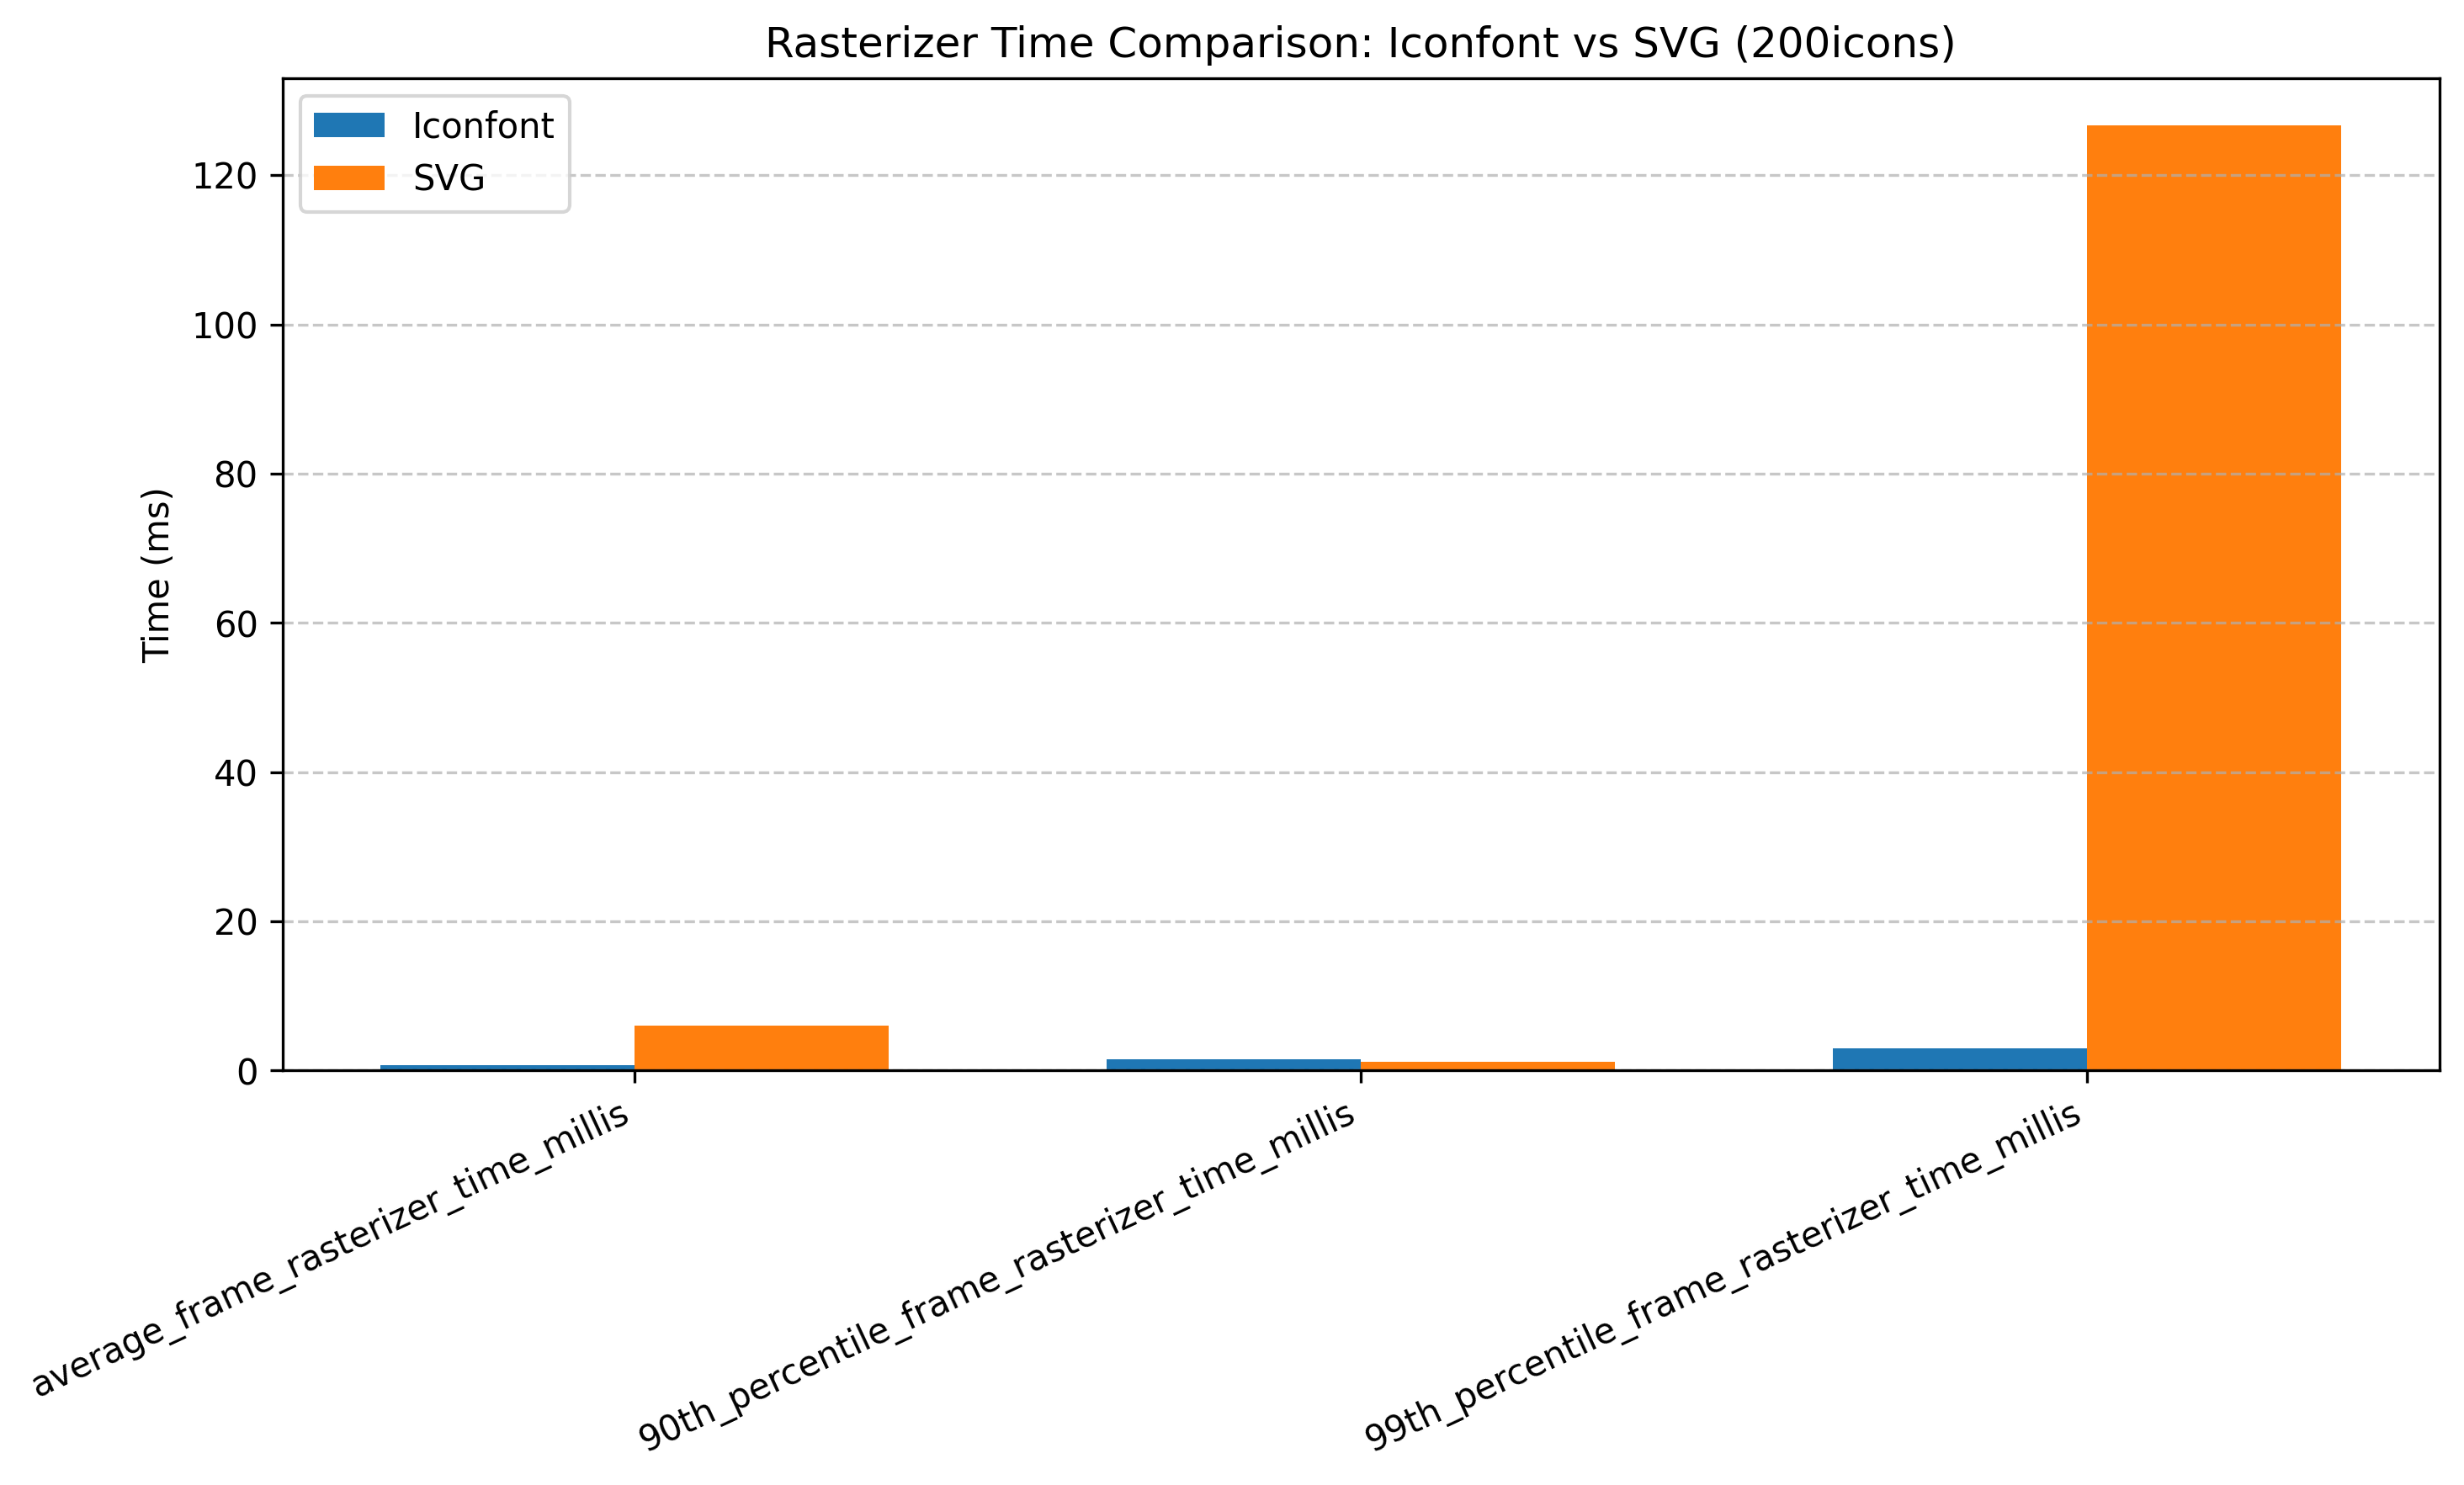 Rasterizer Time Comparison: Iconfont vs SVG (200icons)
Iconfont
SVG
Time (ms)
120
100
80
60
40
20
0
average_frame_rasterizer_time_millis
90th_percentile_frame_rasterizer_time_millis
99th_percentile_frame_rasterizer_time_millis